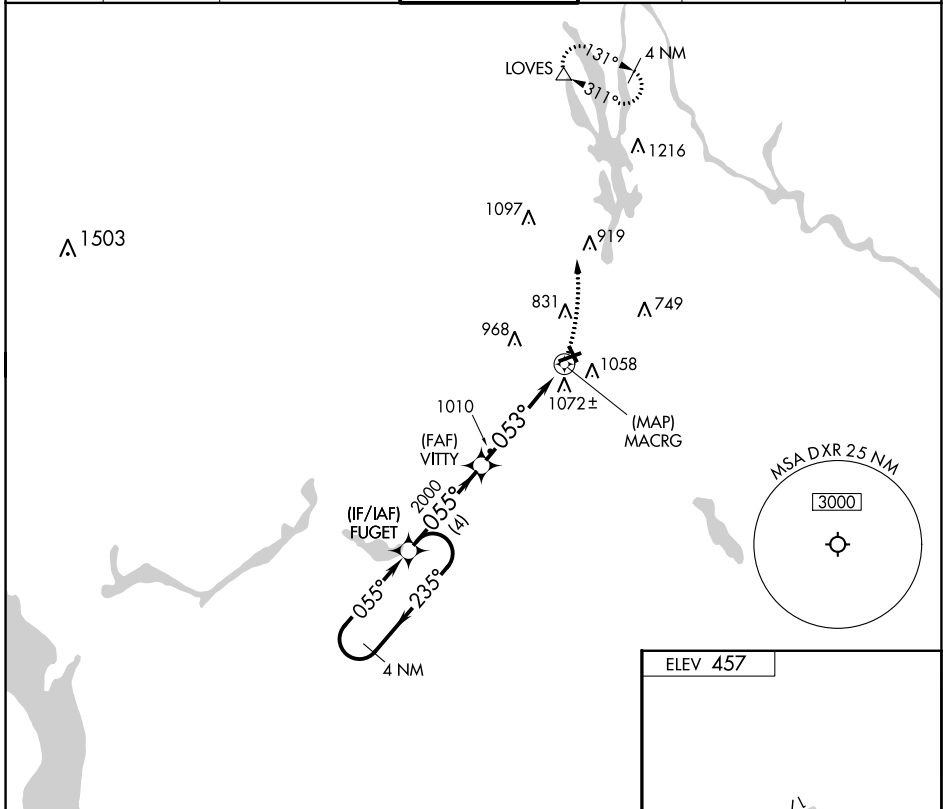 131°
4 NM
LOVES
311°
1216
1097
919
1503
831
749
968
1058
1072±
1010
053°
(MAP)
MACRG
(FAF)
VITTY
MSA DXR 25 NM
3000
2000
055°
(4)
(IF/IAF)
FUGET
055°
235°
4 NM
ELEV 457